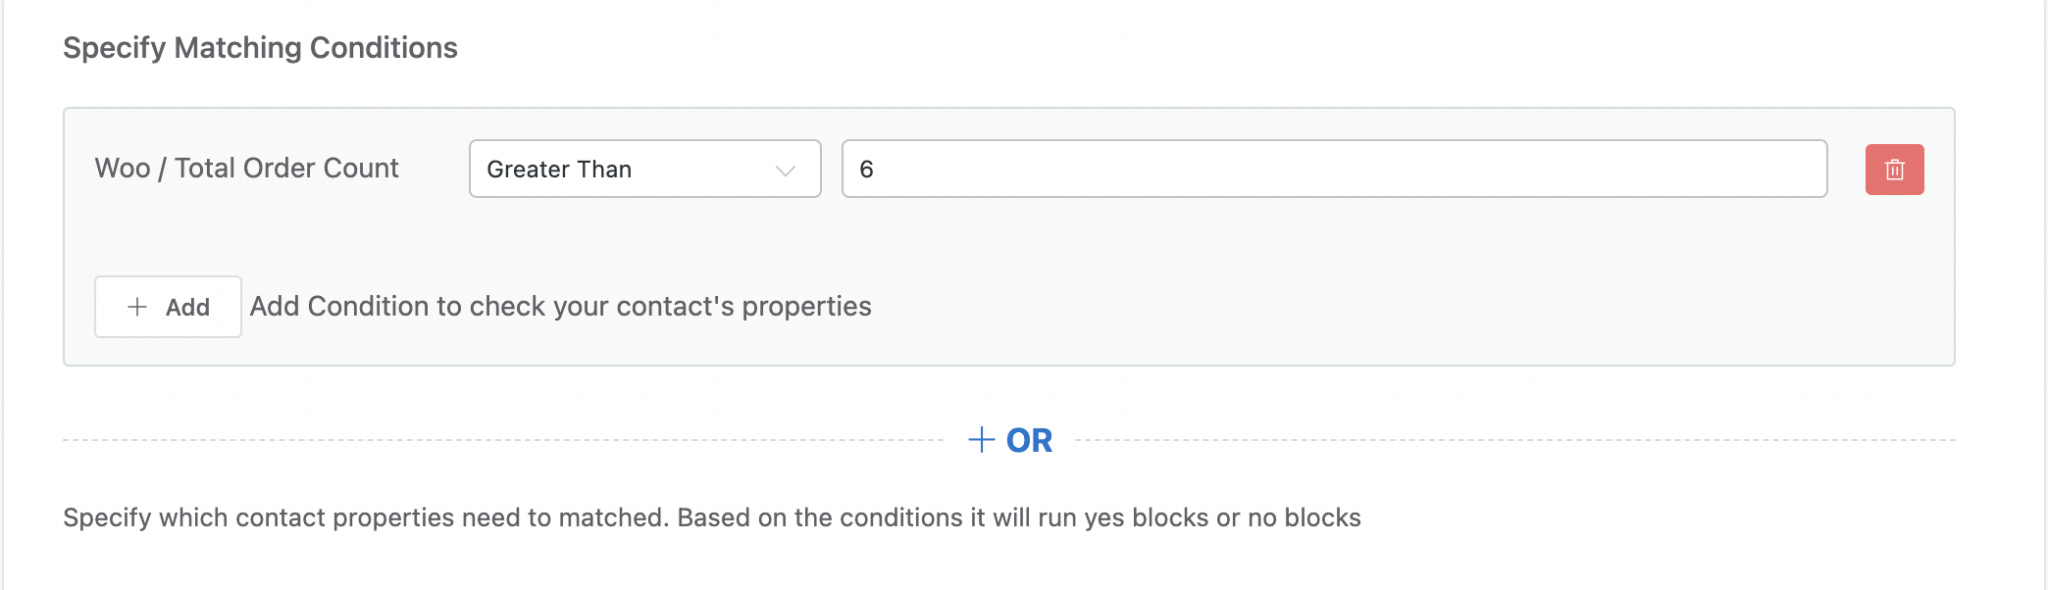 Specify Matching Conditions
Woo / Total Order Count Greater Than 6
+ Add Add Condition to check your contact's properties
+ OR
Specify which contact properties need to matched. Based on the conditions it will run yes blocks or no blocks